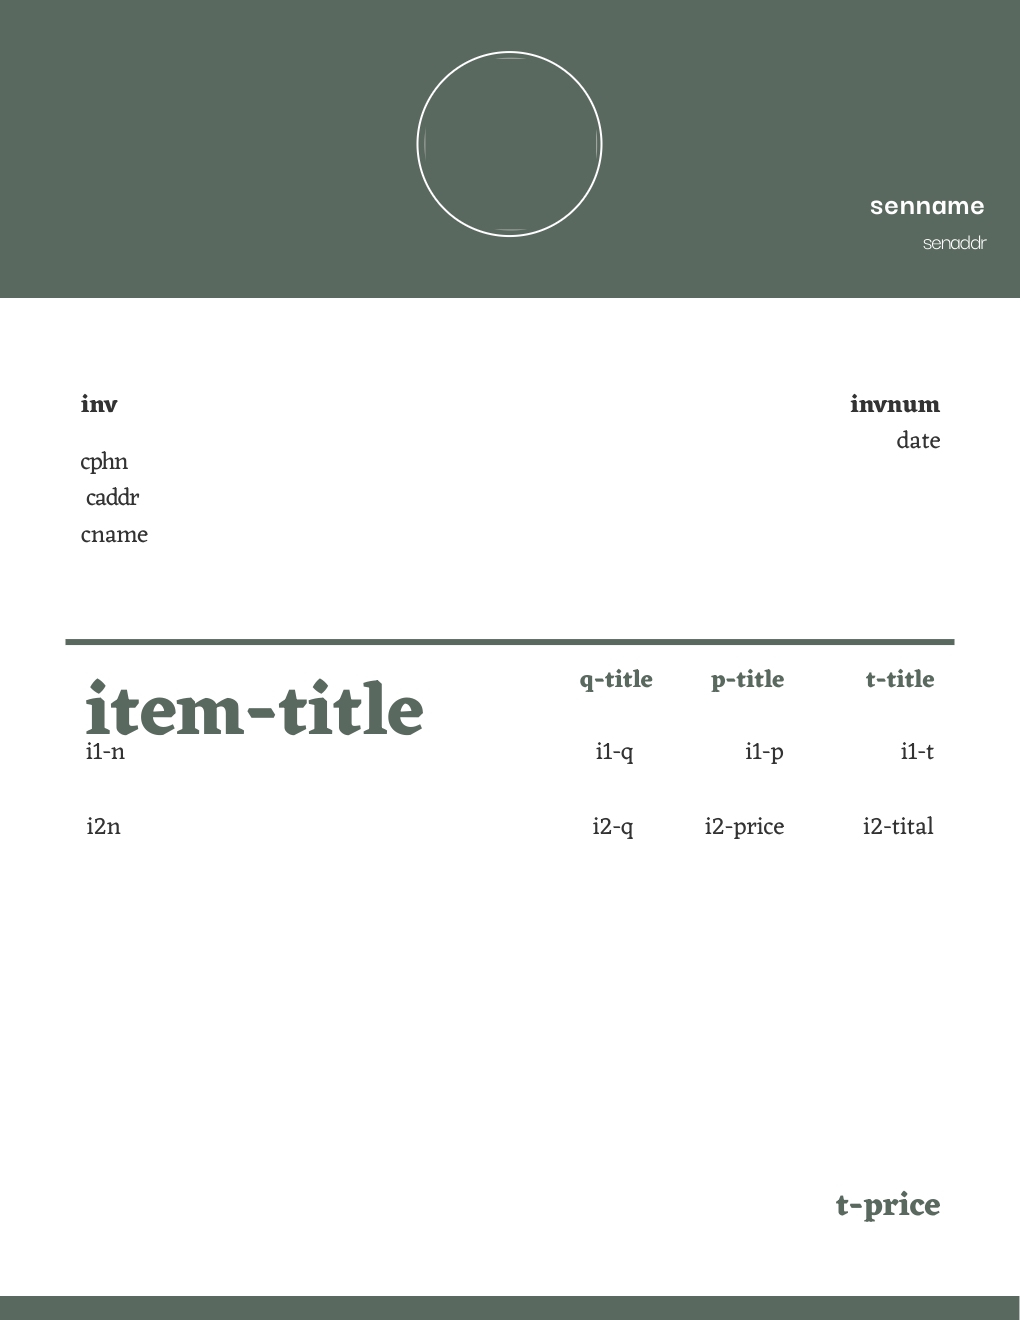 senname
senaddr
inv invnum
date
cphn
caddr
cname
item-title q-title p-title t-title
i1-n i1-q i1-p i1-t
i2n i2-q i2-price i2-tital
t-price